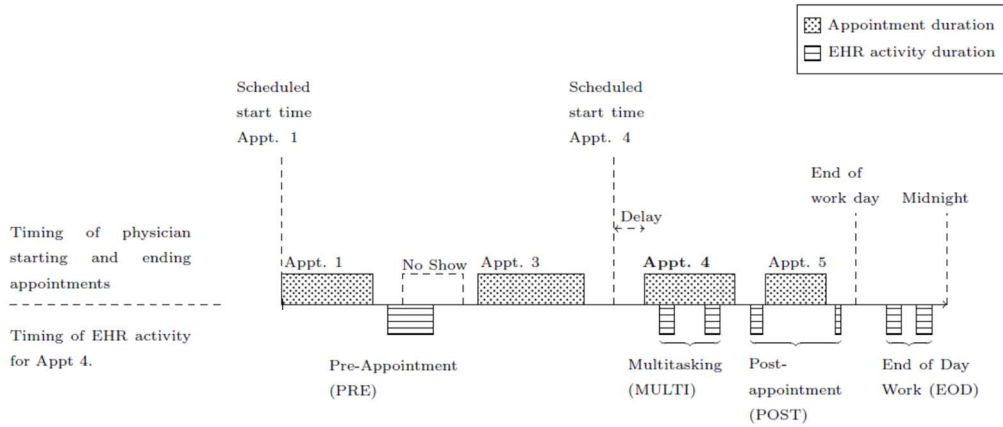 Appointment duration
EHR activity duration
Scheduled
start time
Appt. 1
Scheduled
start time
Appt. 4
End of
work day
Midnight
Delay
Timing of physician
starting and ending
appointments
Appt. 1
No Show
Appt. 3
Appt. 4
Appt. 5
Timing of EHR activity
for Appt 4.
Pre-Appointment
(PRE)
Multitasking
(MULTI)
Post-
appointment
(POST)
End of Day
Work (EOD)